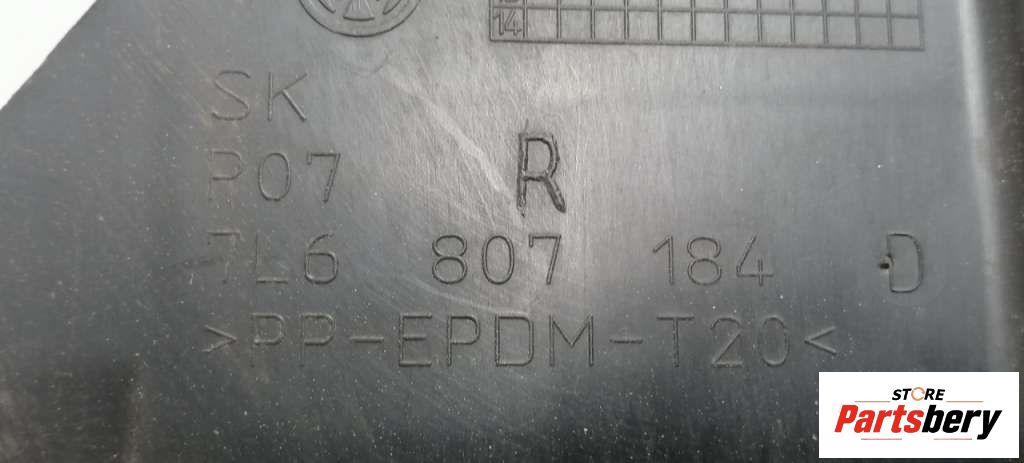 14
SK
P07 R
7L6 807 184 D
>PP-EPDM-T20<
STORE
Partsbery